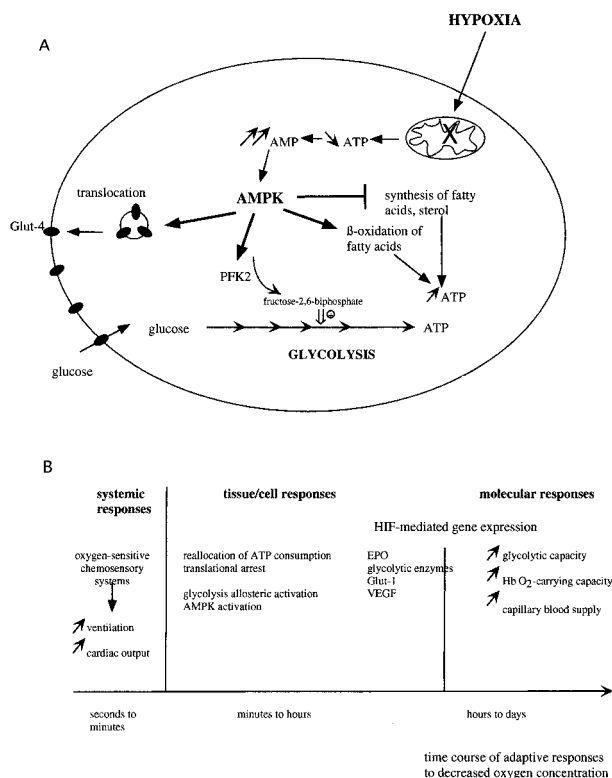 HYPOXIA
A
AMP
ATP
X
translocation
AMPK
synthesis of fatty
acids, sterol
Glut-4
ß-oxidation of
fatty acids
PFK2
ATP
fructose-2,6-biphosphate
glucose
ATP
GLYCOLYSIS
glucose
B
systemic
responses
tissue/cell responses
molecular responses
HIF-mediated gene expression
oxygen-sensitive
chemosensory
systems
reallocation of ATP consumption
translational arrest
glycolysis allosteric activation
AMPK activation
EPO
glycolytic enzymes
Glut-1
VEGF
glycolytic capacity
Hb O₂-carrying capacity
capillary blood supply
ventilation
cardiac output
seconds to
minutes
minutes to hours
hours to days
time course of adaptive responses
to decreased oxygen concentration